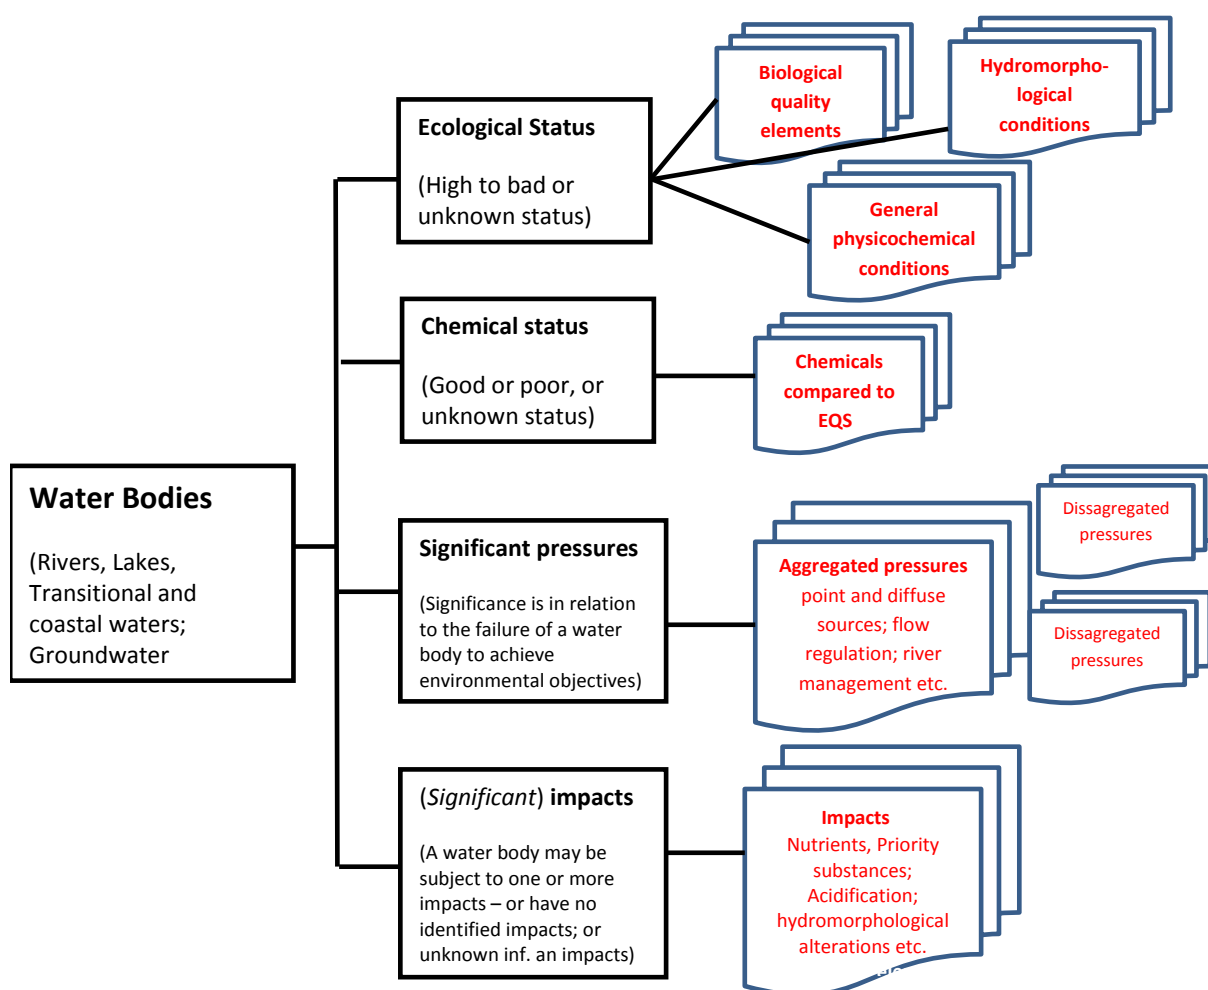 Water Bodies
(Rivers, Lakes,
Transitional and
coastal waters;
Groundwater
Ecological Status
(High to bad or
unknown status)
Biological
quality
elements
Hydromorpho-
logical
conditions
General
physicochemical
conditions
Chemical status
(Good or poor, or
unknown status)
Chemicals
compared to
EQS
Significant pressures
(Significance is in relation
to the failure of a water
body to achieve
environmental objectives)
Aggregated pressures
point and diffuse
sources; flow
regulation; river
management etc.
Dissagregated
pressures
Dissagregated
pressures
(Significant) impacts
(A water body may be
subject to one or more
impacts – or have no
identified impacts; or
unknown inf. an impacts)
Impacts
Nutrients, Priority
substances;
Acidification;
hydromorphological
alterations etc.